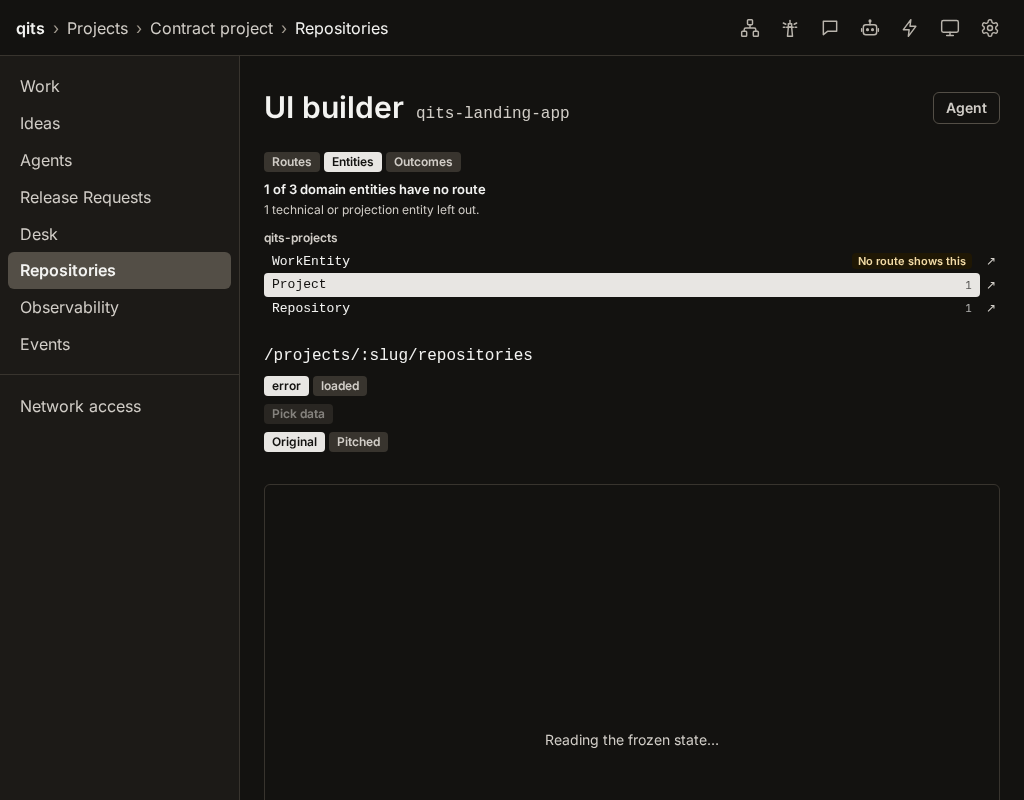 qits › Projects › Contract project › Repositories
Work
Ideas
Agents
Release Requests
Desk
Repositories
Observability
Events
Network access
UI builder qits-landing-app
Agent
Routes Entities Outcomes
1 of 3 domain entities have no route
1 technical or projection entity left out.
qits-projects
WorkEntity No route shows this ↗
Project 1 ↗
Repository 1 ↗
/projects/:slug/repositories
error loaded
Pick data
Original Pitched
Reading the frozen state...